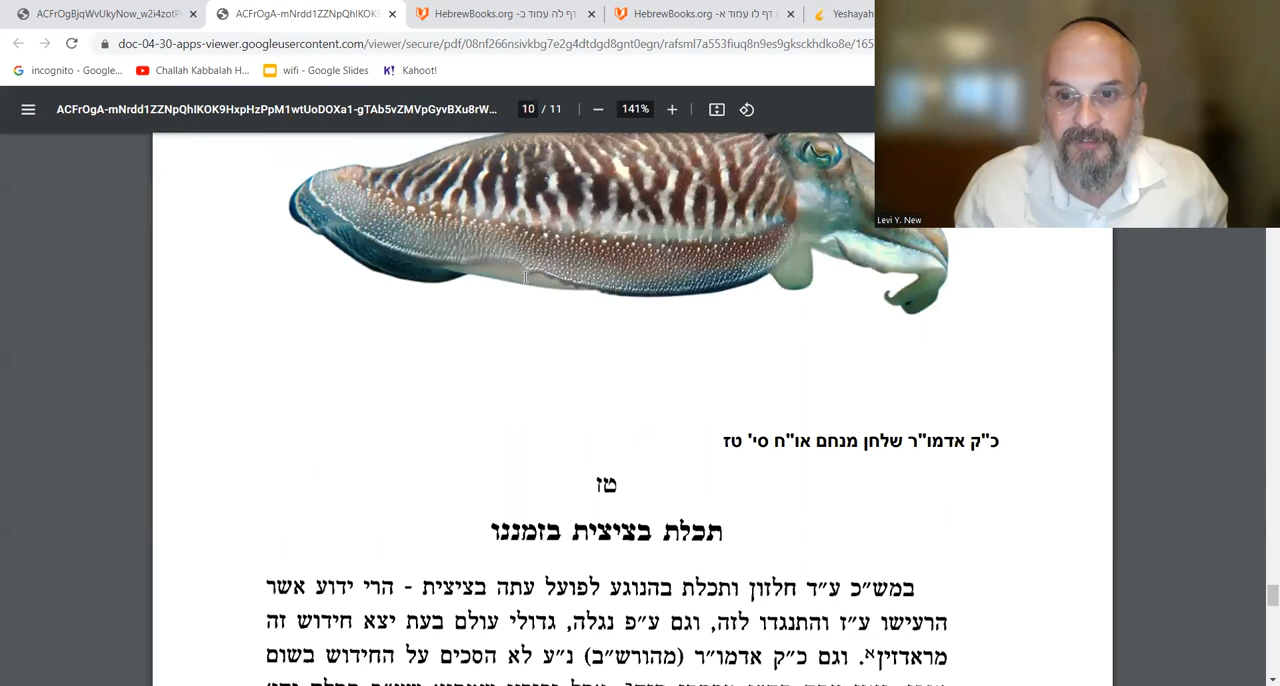 ACFrOgBjqWvUkyNow_w2i4zotP
ACFrOgA-mNrdd1ZZNpQhIKOK9
HebrewBooks.org -דף לה עמוד ב
HebrewBooks.org -דף לו עמוד א
Yeshayah
doc-04-30-apps-viewer.googleusercontent.com/viewer/secure/pdf/08nf266nsivkbg7e2g4dtdgd8gnt0egn/rafsml7a553fiuq8n9es9gksckhdko8e/165
incognito - Google...
Challah Kabbalah H...
wifi - Google Slides
Kahoot!
ACFrOgA-mNrdd1ZZNpQhIKOK9HxpHzPpM1wtUoDOXa1-gTAb5vZMVpGyvBXu8rW...
10 / 11
141%
Levi Y. New
כ"ק אדמו"ר שלחן מנחם או"ח סי' טז
טז
תכלת בציצית בזמננו
במש״כ ע״ד חלזון ותכלת בהנוגע לפועל עתה בציצית - הרי ידוע אשר
הרעישו ע״ז והתנגדו לזה, וגם ע״פ נגלה, גדולי עולם בעת יצא חידוש זה
מראדזיןא. וגם כ״ק אדמו״ר (מהורש״ב) נ״ע לא הסכים על החידוש בשום